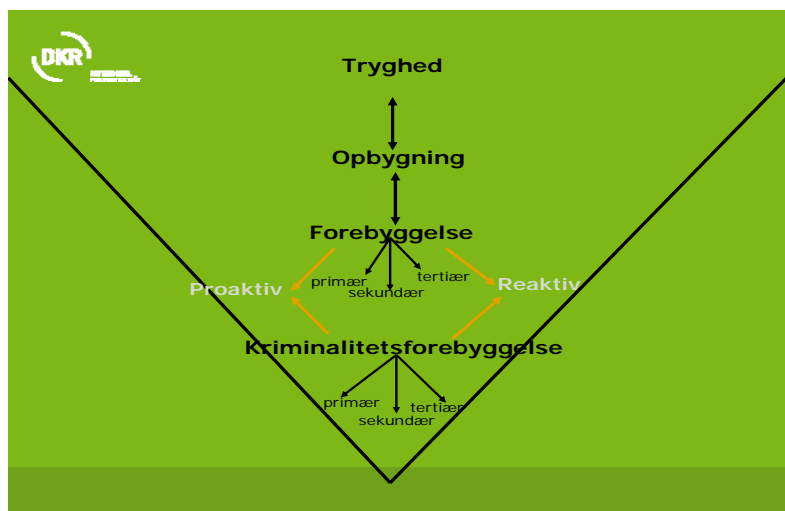 DKR
Tryghed
Opbygning
Forebyggelse
primær
sekundær
tertiær
Proaktiv
Reaktiv
Kriminalitetsforebyggelse
primær
sekundær
tertiær